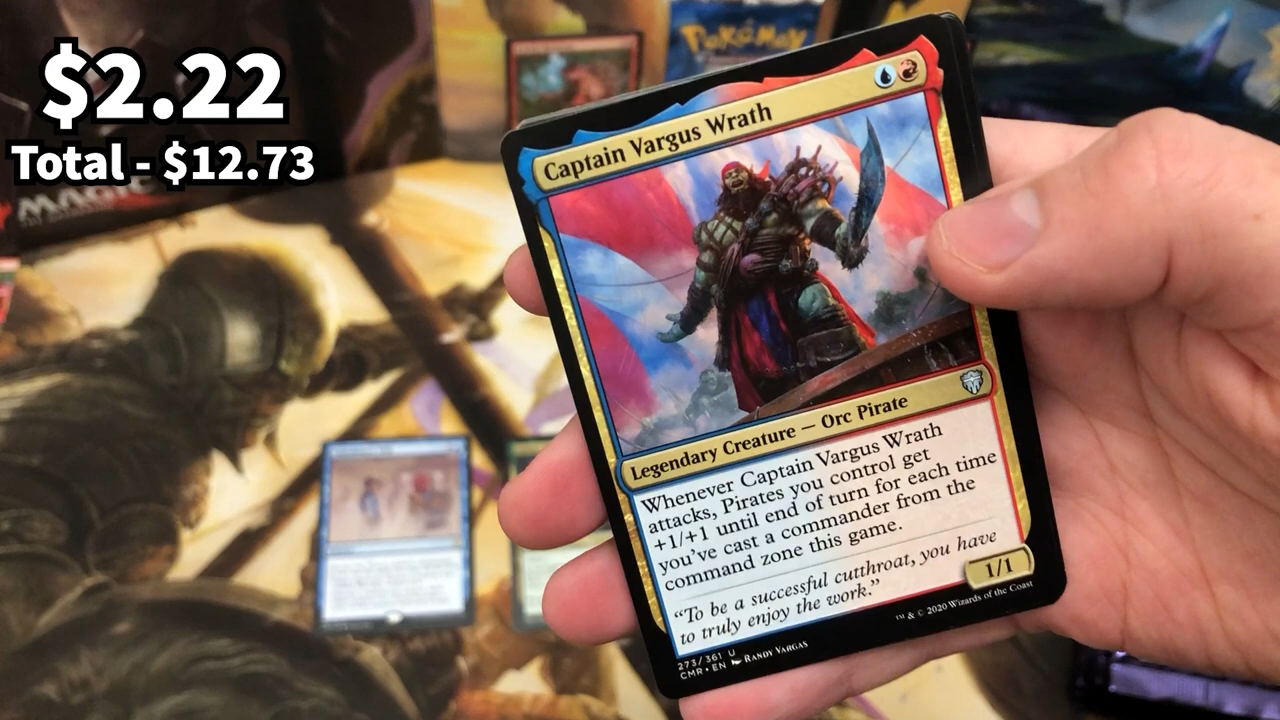 $2.22
Total - $12.73
MAGIC
Pokémon
Captain Vargus Wrath
Legendary Creature — Orc Pirate
Whenever Captain Vargus Wrath
attacks, Pirates you control get
+1/+1 until end of turn for each time
you've cast a commander from the
command zone this game.
“To be a successful cutthroat, you have
to truly enjoy the work.”
1/1
273/361 U
CMR • EN RANDY VARGAS
™ & © 2020 Wizards of the Coast